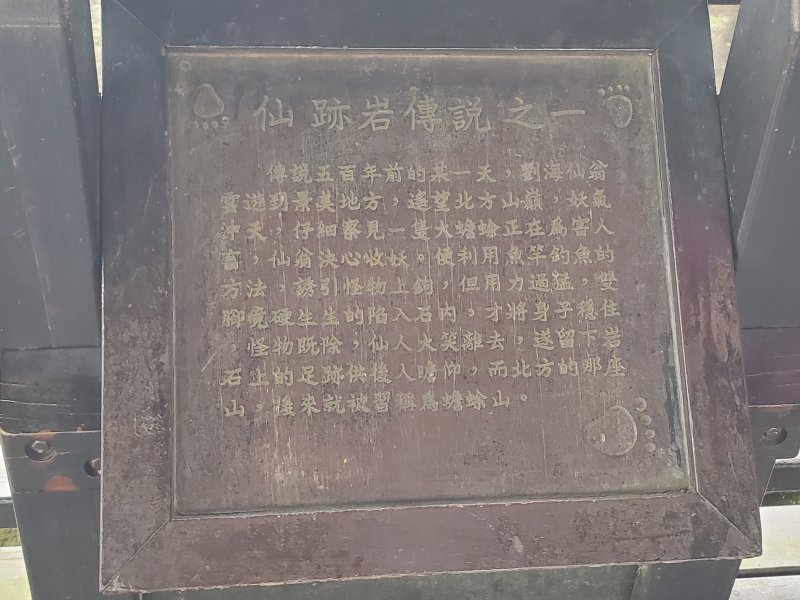 仙跡岩傳說之一
傳說五百年前的某一天，劉海仙翁
雲遊到景美地方，遙望北方山巔，妖氣
沖天，仔細察見一隻大蟾蜍正在為害人
畜，仙翁決心收妖。便利用魚竿釣魚的
方法，誘引怪物上鉤，但用力過猛，雙
腳竟硬生生的陷入石內，才將身子穩住
，怪物既除，仙人大笑離去，遂留下岩
石上的足跡供後人瞻仰，而北方的那座
山，後來就被習稱為蟾蜍山。